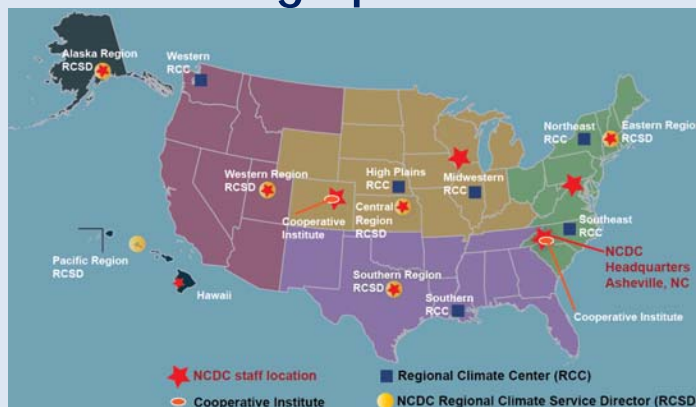 Alaska Region
RCSD
Western
RCC
Northeast
RCC
Eastern Region
RCSD
Western Region
RCSD
High Plains
RCC
Midwestern
RCC
Cooperative
Institute
Central
Region
RCSD
Southeast
RCC
NCDC
Headquarters
Asheville, NC
Pacific Region
RCSD
Hawaii
Southern Region
RCSD
Southern
RCC
Cooperative Institute
NCDC staff location
Regional Climate Center (RCC)
Cooperative Institute
NCDC Regional Climate Service Director (RCSD